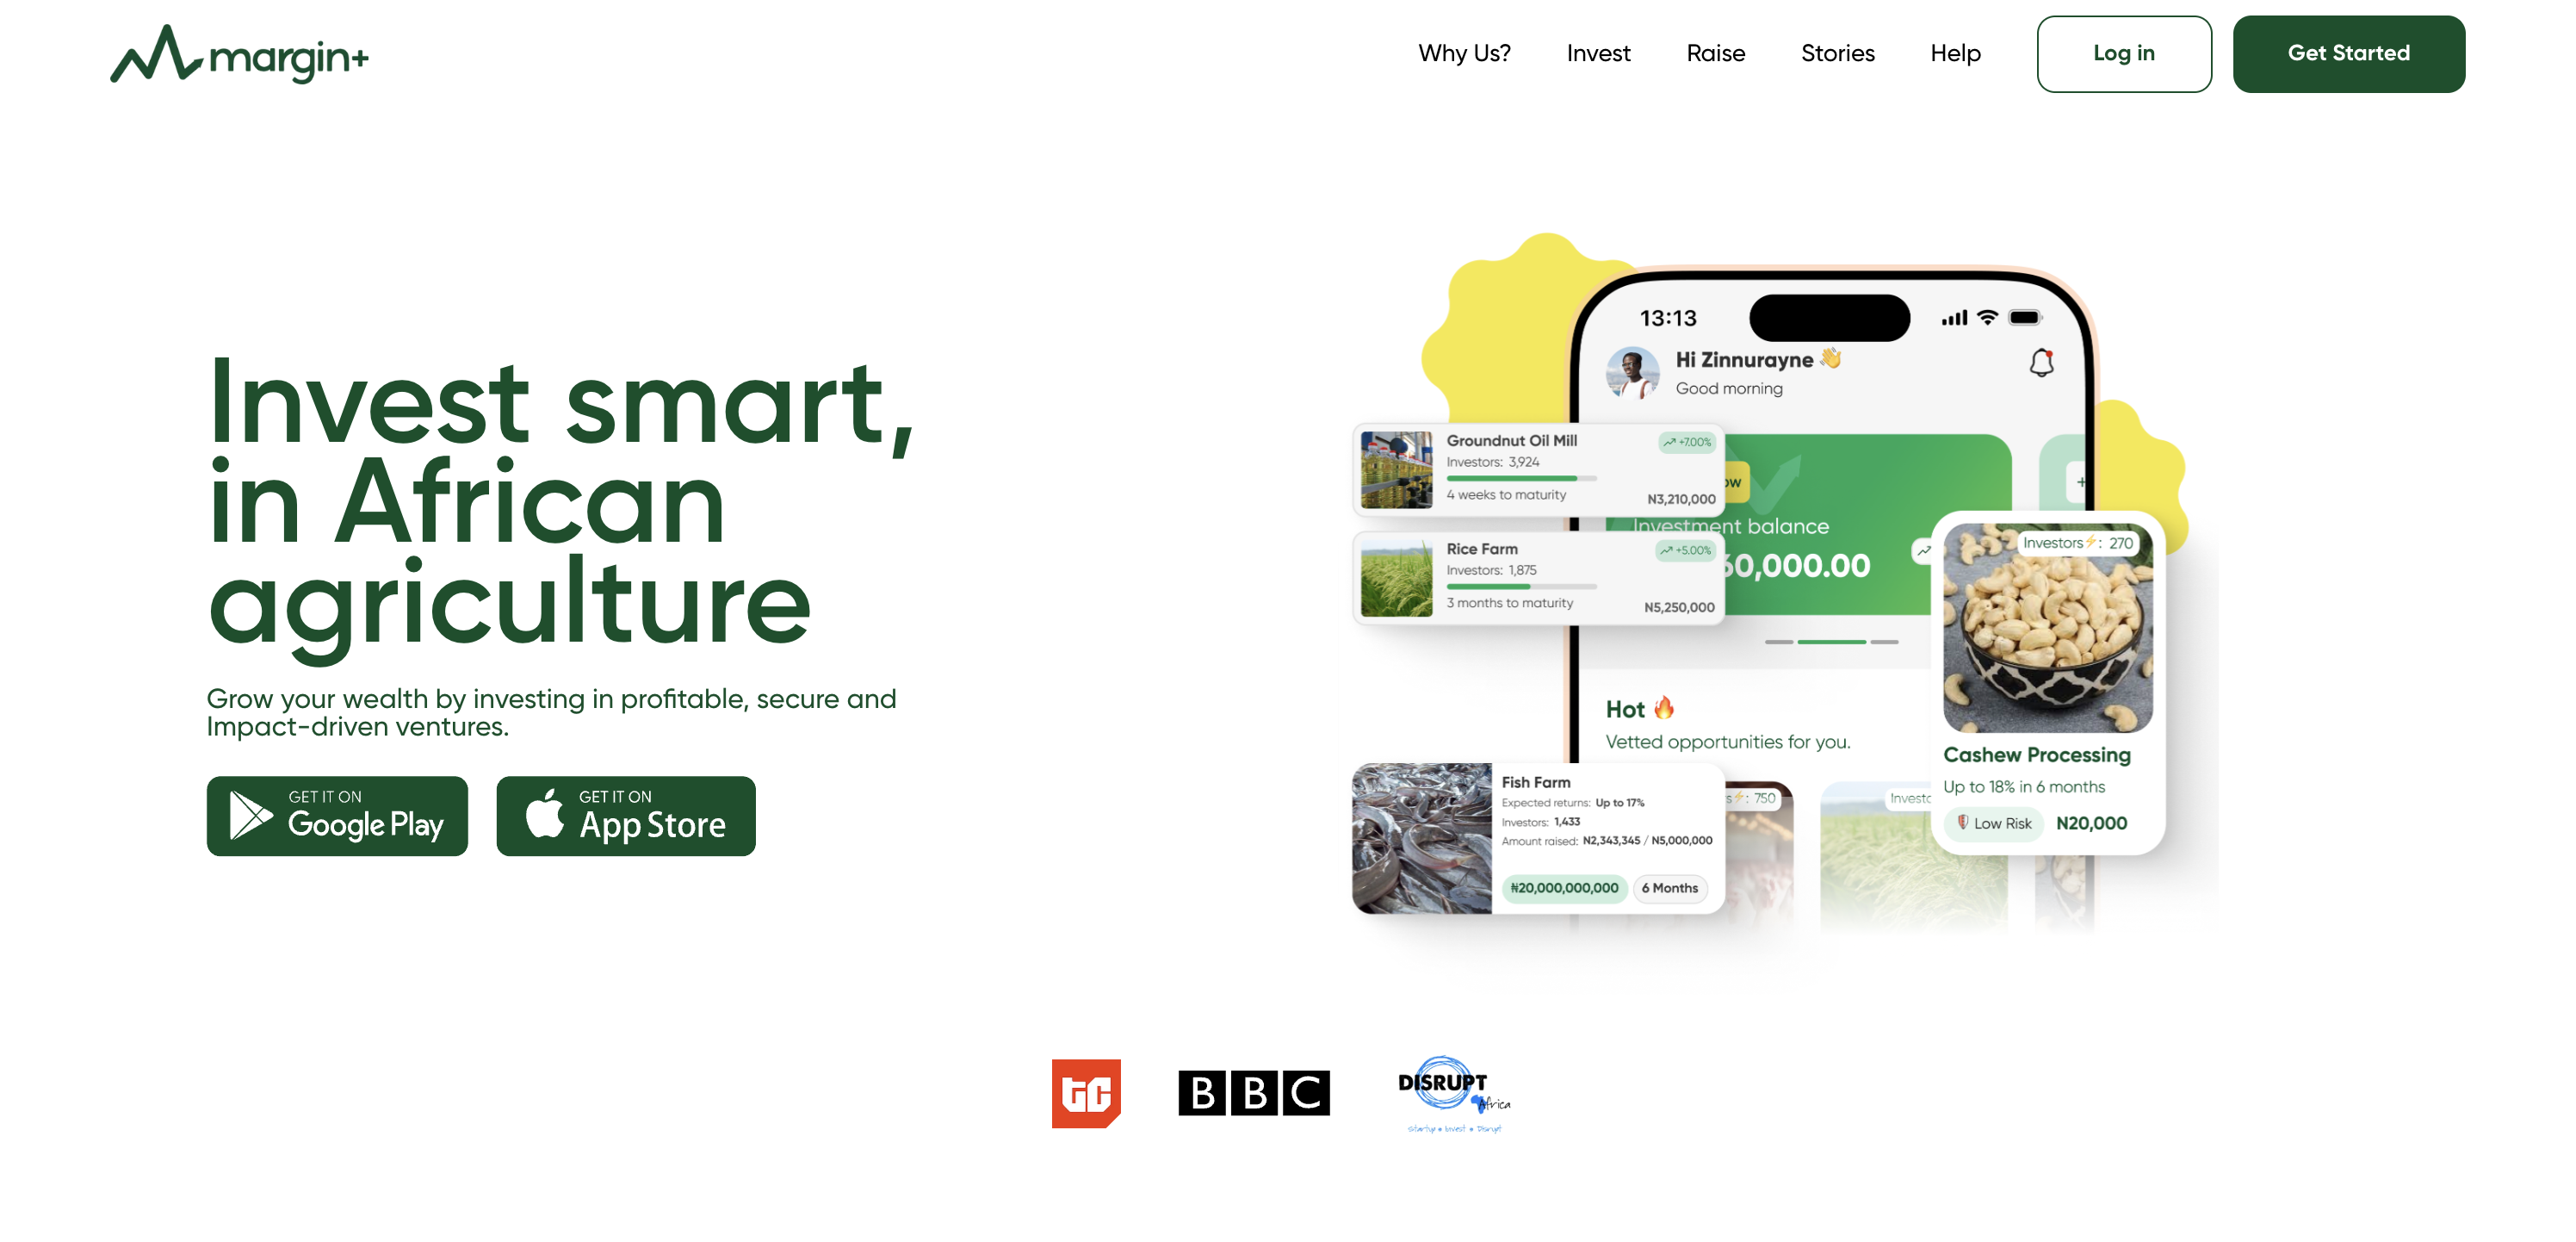 margin+
Why Us?
Invest
Raise
Stories
Help
Log in
Get Started
Invest smart,
in African
agriculture
Grow your wealth by investing in profitable, secure and
Impact-driven ventures.
GET IT ON
Google Play
GET IT ON
App Store
13:13
Hi Zinnurayne 👋
Good morning
Groundnut Oil Mill
+7.00%
Investors: 3,924
4 weeks to maturity
N3,210,000
Investment balance
60,000.00
Rice Farm
+5.00%
Investors: 1,875
3 months to maturity
N5,250,000
Investors⚡: 270
Cashew Processing
Up to 18% in 6 months
Low Risk
N20,000
Hot 🔥
Vetted opportunities for you.
Fish Farm
Expected returns: Up to 17%
Investors: 1,433
Amount raised: N2,343,345 / N5,000,000
₦20,000,000,000
6 Months
750
TC
BBC
DISRUPT
Africa
Startup • Invest • Disrupt